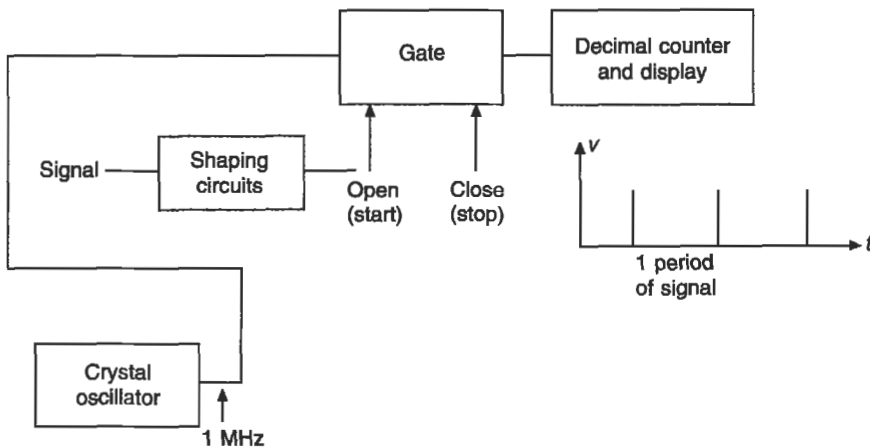 Gate
Decimal counter
and display
Signal
Shaping
circuits
Open
(start)
Close
(stop)
v
t
1 period
of signal
Crystal
oscillator
1 MHz